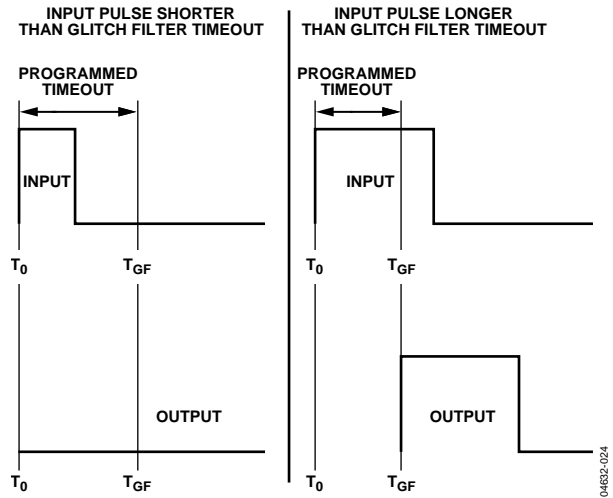 INPUT PULSE SHORTER
THAN GLITCH FILTER TIMEOUT
PROGRAMMED
TIMEOUT
INPUT
T0
TGF
OUTPUT
T0
TGF
INPUT PULSE LONGER
THAN GLITCH FILTER TIMEOUT
PROGRAMMED
TIMEOUT
INPUT
T0
TGF
OUTPUT
T0
TGF
04632-024